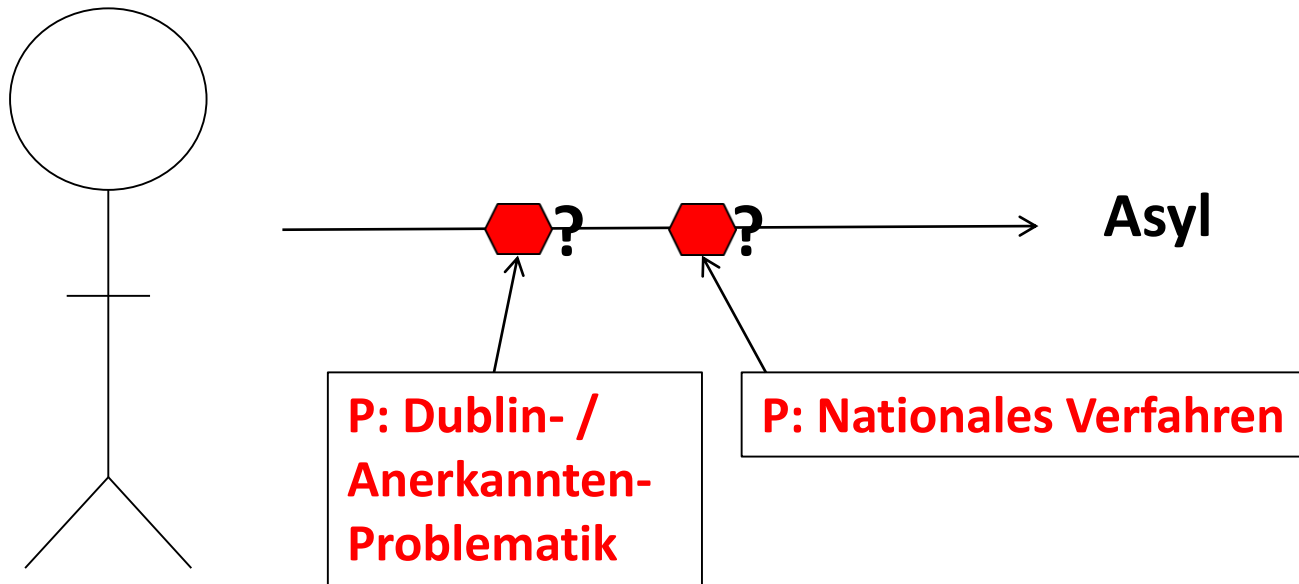 ? ?
Asyl
P: Dublin- /
Anerkannten-
Problematik
P: Nationales Verfahren